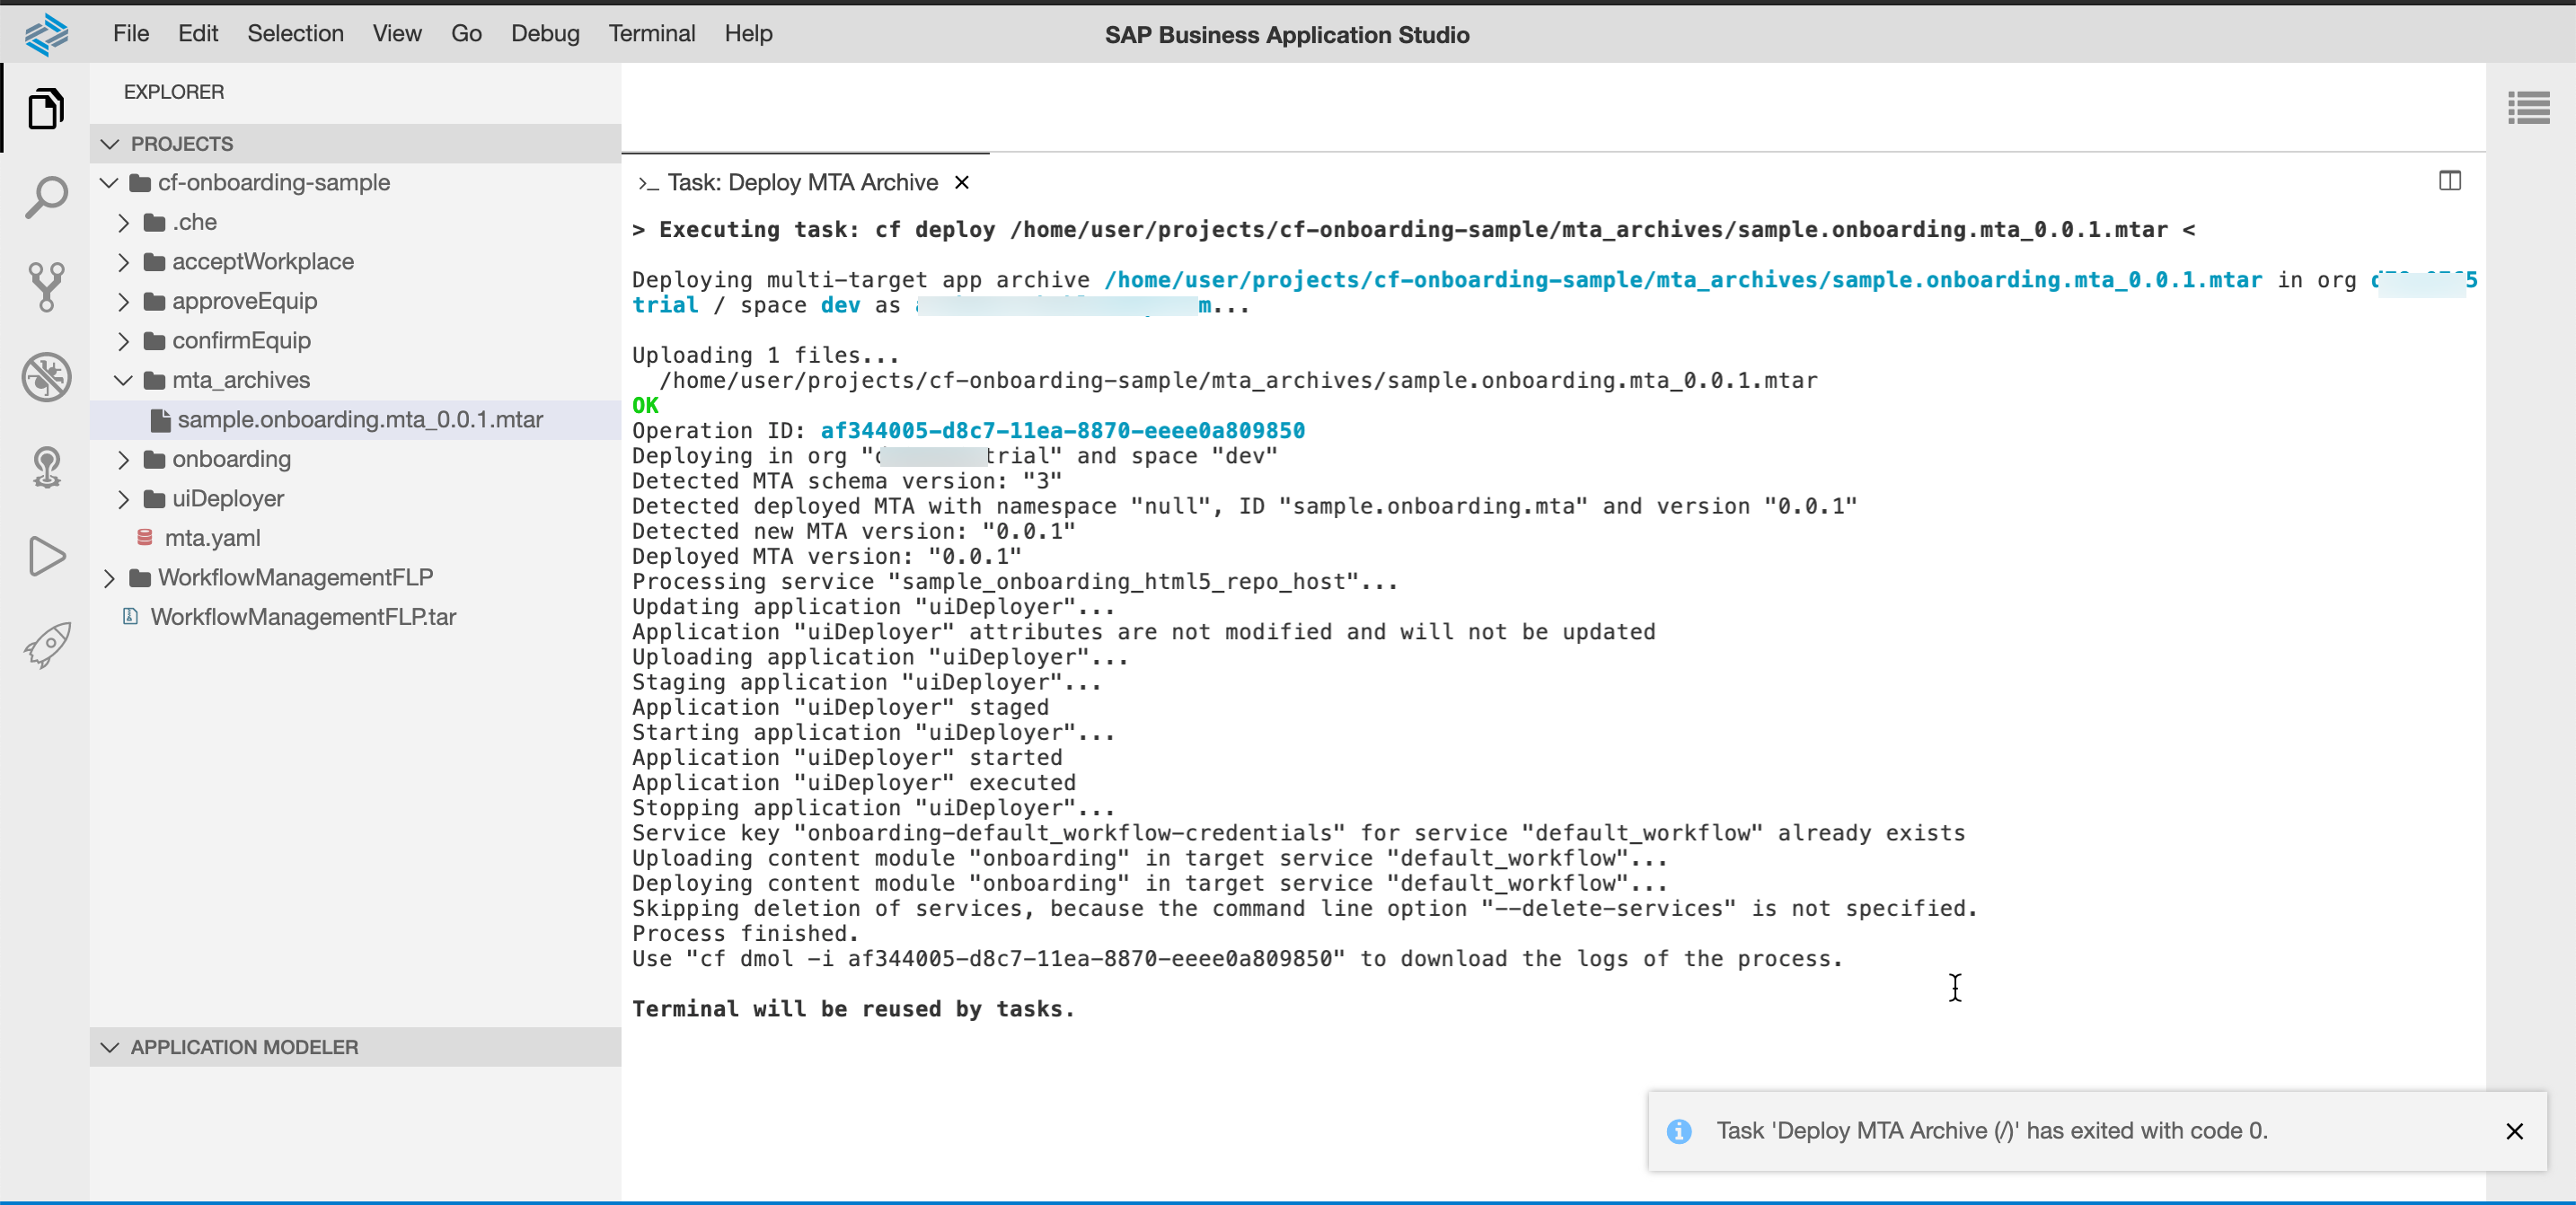 File Edit Selection View Go Debug Terminal Help
SAP Business Application Studio
EXPLORER
PROJECTS
cf-onboarding-sample
.che
acceptWorkplace
approveEquip
confirmEquip
mta_archives
sample.onboarding.mta_0.0.1.mtar
onboarding
uiDeployer
mta.yaml
WorkflowManagementFLP
WorkflowManagementFLP.tar
APPLICATION MODELER
>_ Task: Deploy MTA Archive
> Executing task: cf deploy /home/user/projects/cf-onboarding-sample/mta_archives/sample.onboarding.mta_0.0.1.mtar <
Deploying multi-target app archive /home/user/projects/cf-onboarding-sample/mta_archives/sample.onboarding.mta_0.0.1.mtar in org
trial / space dev as m...
Uploading 1 files...
/home/user/projects/cf-onboarding-sample/mta_archives/sample.onboarding.mta_0.0.1.mtar
OK
Operation ID: af344005-d8c7-11ea-8870-eeee0a809850
Deploying in org "trial" and space "dev"
Detected MTA schema version: "3"
Detected deployed MTA with namespace "null", ID "sample.onboarding.mta" and version "0.0.1"
Detected new MTA version: "0.0.1"
Deployed MTA version: "0.0.1"
Processing service "sample_onboarding_html5_repo_host"...
Updating application "uiDeployer"...
Application "uiDeployer" attributes are not modified and will not be updated
Uploading application "uiDeployer"...
Staging application "uiDeployer"...
Application "uiDeployer" staged
Starting application "uiDeployer"...
Application "uiDeployer" started
Application "uiDeployer" executed
Stopping application "uiDeployer"...
Service key "onboarding-default_workflow-credentials" for service "default_workflow" already exists
Uploading content module "onboarding" in target service "default_workflow"...
Deploying content module "onboarding" in target service "default_workflow"...
Skipping deletion of services, because the command line option "--delete-services" is not specified.
Process finished.
Use "cf dmol -i af344005-d8c7-11ea-8870-eeee0a809850" to download the logs of the process.
Terminal will be reused by tasks.
Task 'Deploy MTA Archive (/)' has exited with code 0.